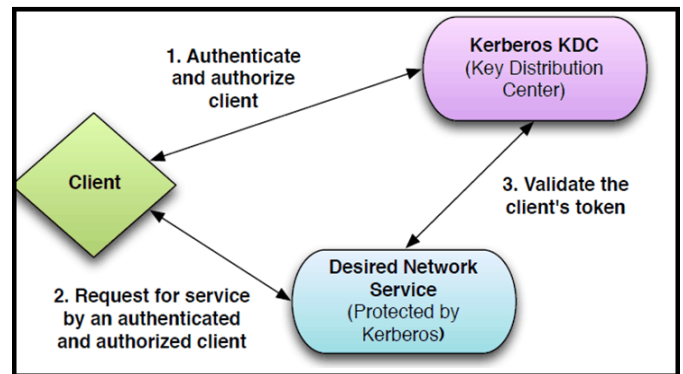 1. Authenticate
and authorize
client
Kerberos KDC
(Key Distribution
Center)
Client
3. Validate the
client's token
Desired Network
Service
(Protected by
Kerberos)
2. Request for service
by an authenticated
and authorized client